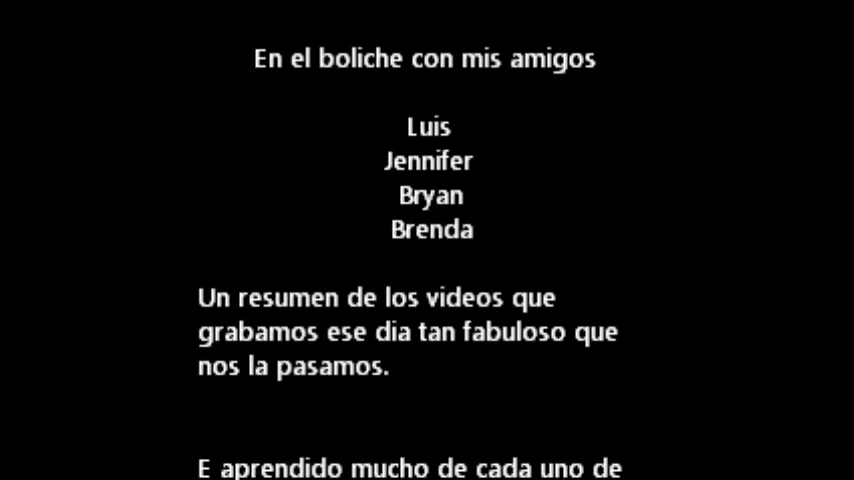 En el boliche con mis amigos
Luis
Jennifer
Bryan
Brenda
Un resumen de los videos que
grabamos ese dia tan fabuloso que
nos la pasamos.
E aprendido mucho de cada uno de